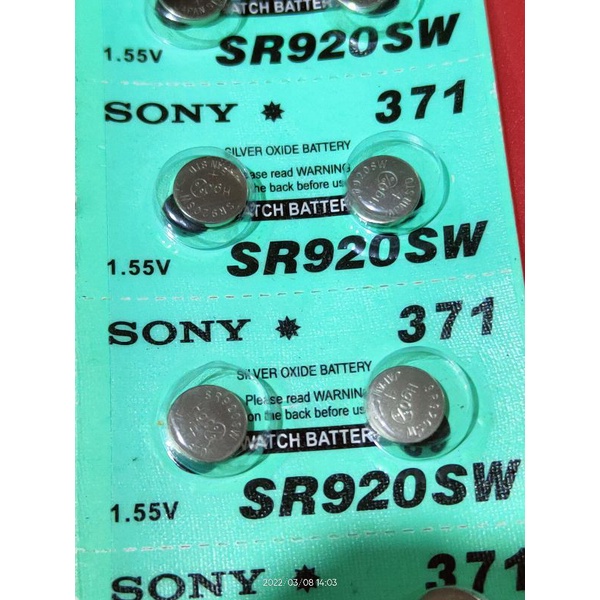 WATCH BATTERY
1.55V SR920SW
SONY 371
SILVER OXIDE BATTERY
Please read WARNING
the back before use
WATCH BATTERY
SR920SW
1.55V SR920SW
SONY 371
SILVER OXIDE BATTERY
Please read WARNING
on the back before use
SR920SW
WATCH BATTERY
1.55V SR920SW
SONY 371
2022/03/08 14:03